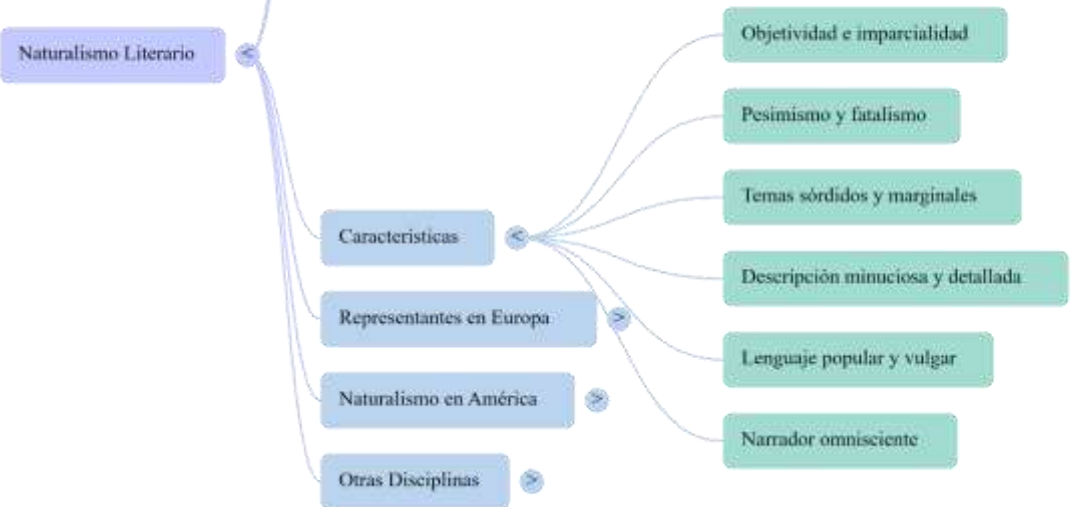 Naturalismo Literario
<
Características
<
Representantes en Europa
>
Naturalismo en América
>
Otras Disciplinas
>
Objetividad e imparcialidad
Pesimismo y fatalismo
Temas sórdidos y marginales
Descripción minuciosa y detallada
Lenguaje popular y vulgar
Narrador omnisciente